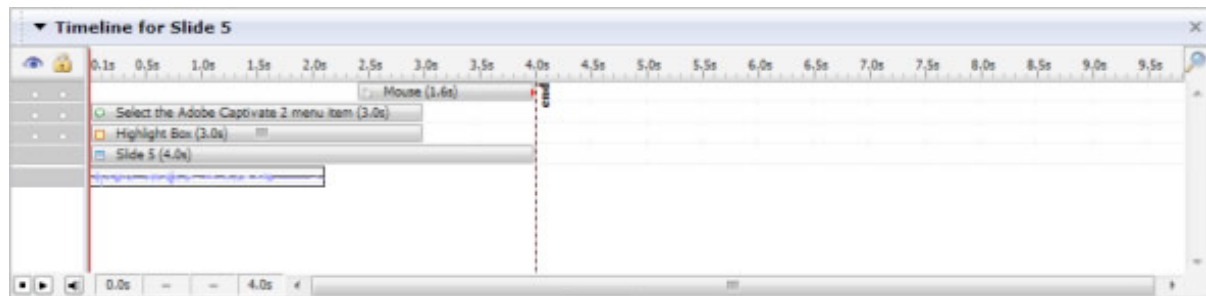 Timeline for Slide 5
0.1s 0.5s 1.0s 1.5s 2.0s 2.5s 3.0s 3.5s 4.0s 4.5s 5.0s 5.5s 6.0s 6.5s 7.0s 7.5s 8.0s 8.5s 9.0s 9.5s
Mouse (1.6s)
end
Select the Adobe Captivate 2 menu item (3.0s)
Highlight Box (3.0s)
Slide 5 (4.0s)
0.0s -- -- 4.0s